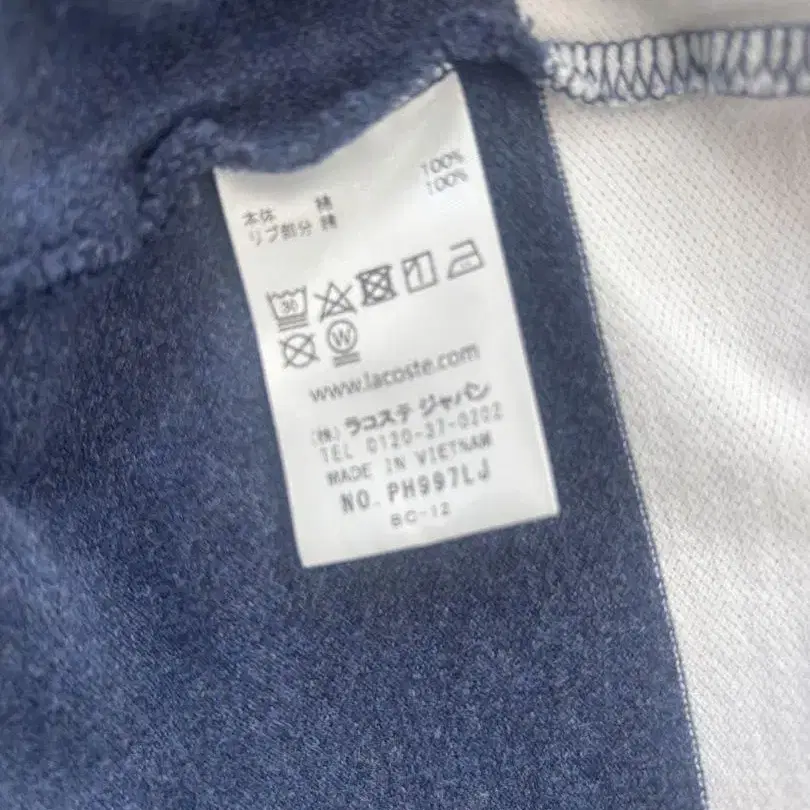 本体 綿 100%
リブ部分 綿 100%
30
W
www.lacoste.com
(株) ラコステ ジャパン
TEL 0120-37-0202
MADE IN VIETNAM
NO. PH997LJ
BC-12